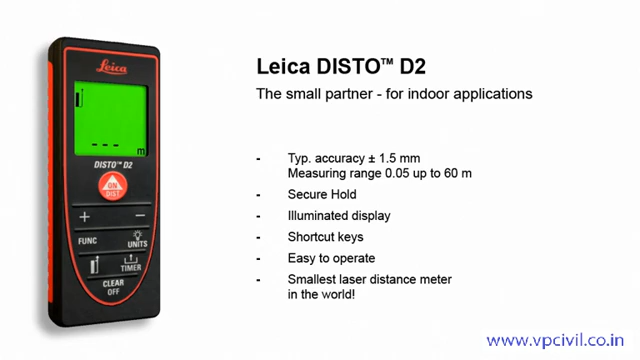 Leica DISTO™ D2
The small partner - for indoor applications
- Typ. accuracy ± 1.5 mm
Measuring range 0.05 up to 60 m
- Secure Hold
- Illuminated display
- Shortcut keys
- Easy to operate
- Smallest laser distance meter
in the world!
Leica
m
DISTO™ D2
ON
DIST
+ −
FUNC UNITS
TIMER
CLEAR
OFF
www.vpcivil.co.in